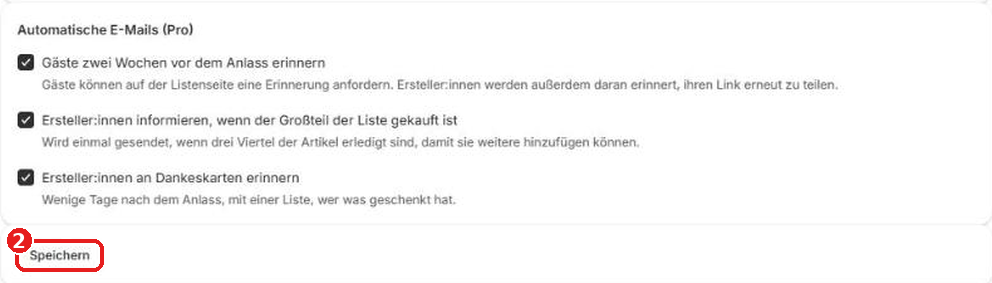 Automatische E-Mails (Pro)
Gäste zwei Wochen vor dem Anlass erinnern
Gäste können auf der Listenseite eine Erinnerung anfordern. Ersteller:innen werden außerdem daran erinnert, ihren Link erneut zu teilen.
Ersteller:innen informieren, wenn der Großteil der Liste gekauft ist
Wird einmal gesendet, wenn drei Viertel der Artikel erledigt sind, damit sie weitere hinzufügen können.
Ersteller:innen an Dankeskarten erinnern
Wenige Tage nach dem Anlass, mit einer Liste, wer was geschenkt hat.
2
Speichern